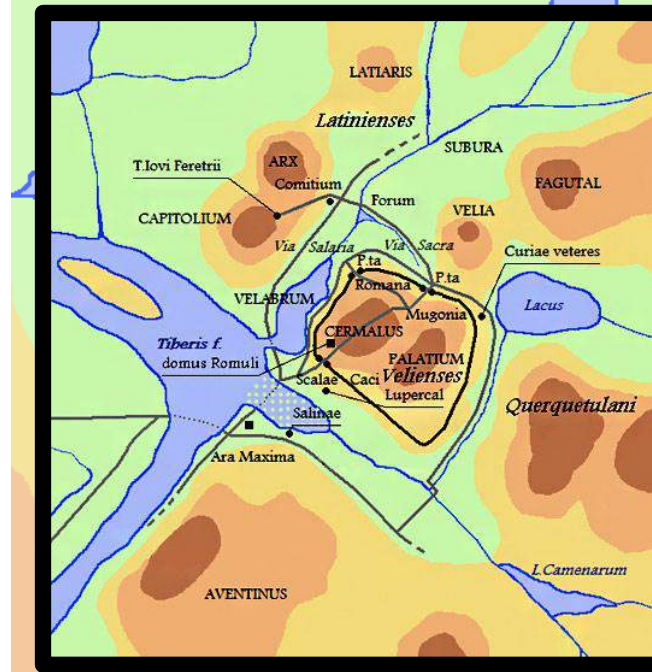 LATIARIS
Latinienses
SUBURA
ARX
T.Iovi Feretrii
Comitium
FAGUTAL
Forum
CAPITOLIUM
VELIA
Via Salaria
Via Sacra
Curiae veteres
P.ta
Romana
P.ta
Mugonia
VELABRUM
Lacus
CERMALUS
Tiberis f.
domus Romuli
PALATIUM
Velienses
Scalae Caci
Lupercal
Querquetulani
Salinae
Ara Maxima
L.Camenarum
AVENTINUS